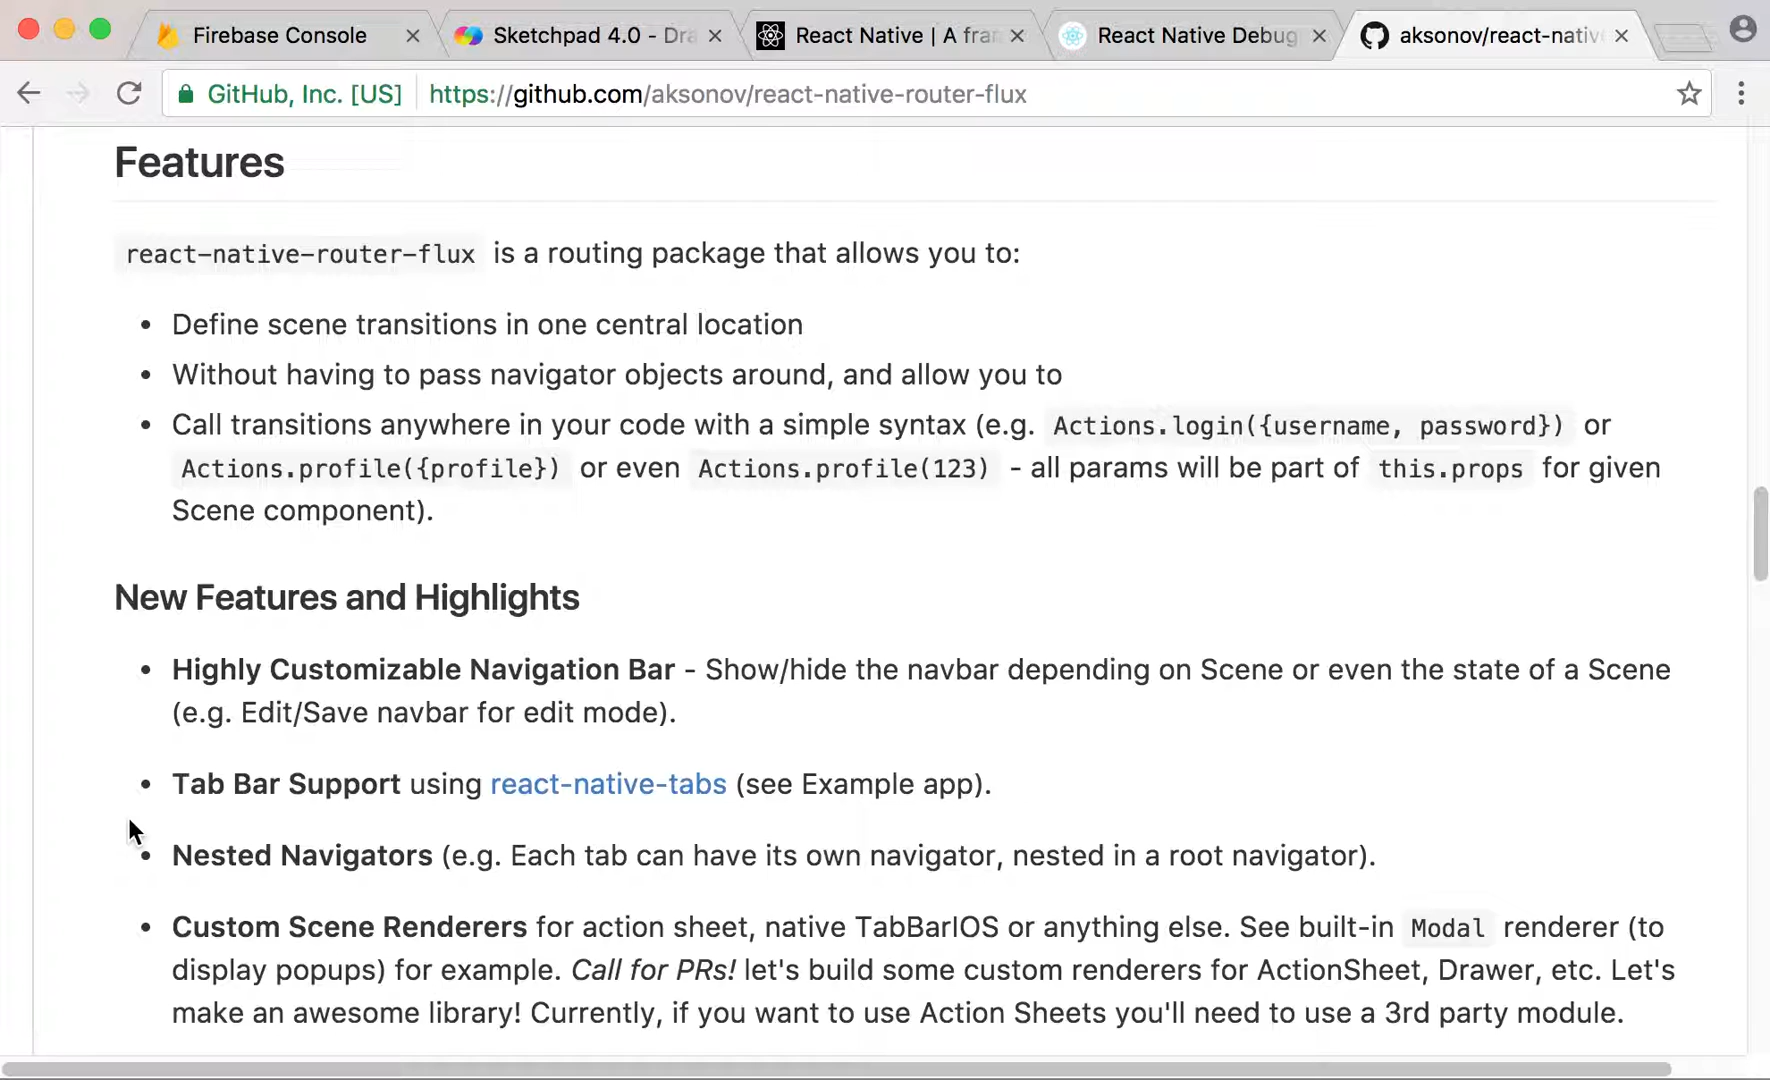 Firebase Console
Sketchpad 4.0 - Dra
React Native | A fram
React Native Debug
aksonov/react-nativ
GitHub, Inc. [US]
https://github.com/aksonov/react-native-router-flux
Features
react-native-router-flux is a routing package that allows you to:
• Define scene transitions in one central location
• Without having to pass navigator objects around, and allow you to
• Call transitions anywhere in your code with a simple syntax (e.g. Actions.login({username, password}) or
Actions.profile({profile}) or even Actions.profile(123) - all params will be part of this.props for given
Scene component).
New Features and Highlights
• Highly Customizable Navigation Bar - Show/hide the navbar depending on Scene or even the state of a Scene
(e.g. Edit/Save navbar for edit mode).
• Tab Bar Support using react-native-tabs (see Example app).
• Nested Navigators (e.g. Each tab can have its own navigator, nested in a root navigator).
• Custom Scene Renderers for action sheet, native TabBarIOS or anything else. See built-in Modal renderer (to
display popups) for example. Call for PRs! let's build some custom renderers for ActionSheet, Drawer, etc. Let's
make an awesome library! Currently, if you want to use Action Sheets you'll need to use a 3rd party module.